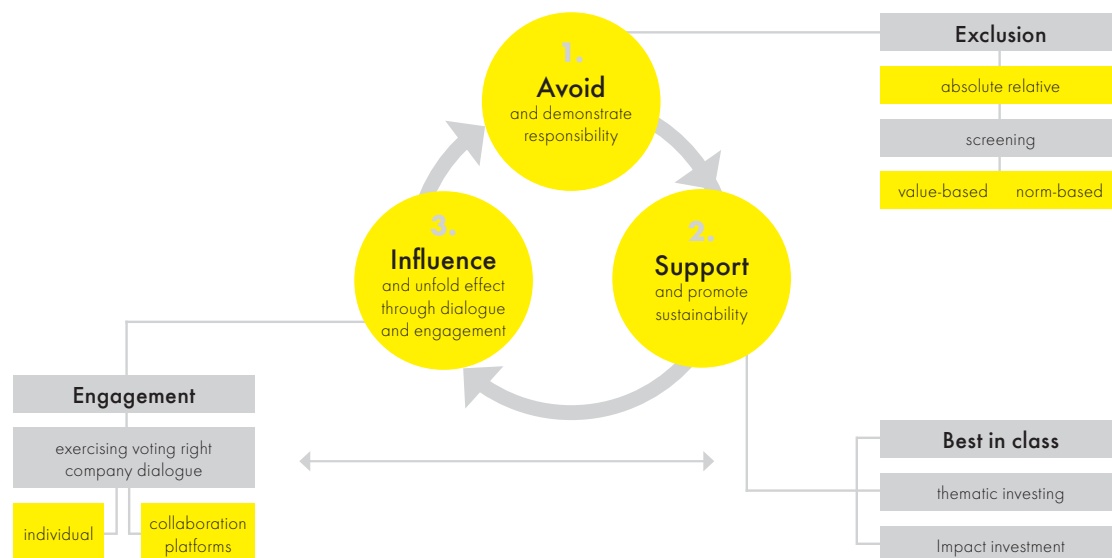 1.
Avoid
and demonstrate
responsibility
Exclusion
absolute relative
screening
value-based norm-based
3.
Influence
and unfold effect
through dialogue
and engagement
2.
Support
and promote
sustainability
Engagement
exercising voting right
company dialogue
individual
collaboration
platforms
Best in class
thematic investing
Impact investment